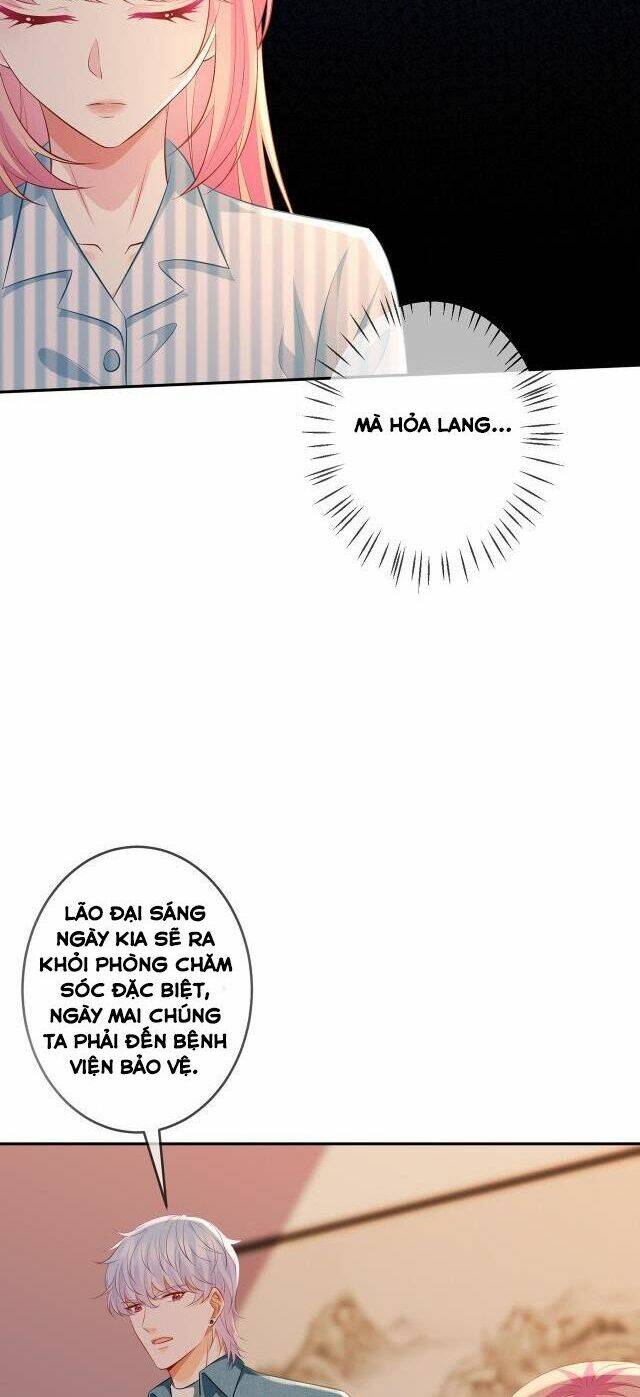 MÀ HỎA LANG...
LÃO ĐẠI SÁNG
NGÀY KIA SẼ RA
KHỎI PHÒNG CHĂM
SÓC ĐẶC BIỆT,
NGÀY MAI CHÚNG
TA PHẢI ĐẾN BỆNH
VIỆN BẢO VỆ.